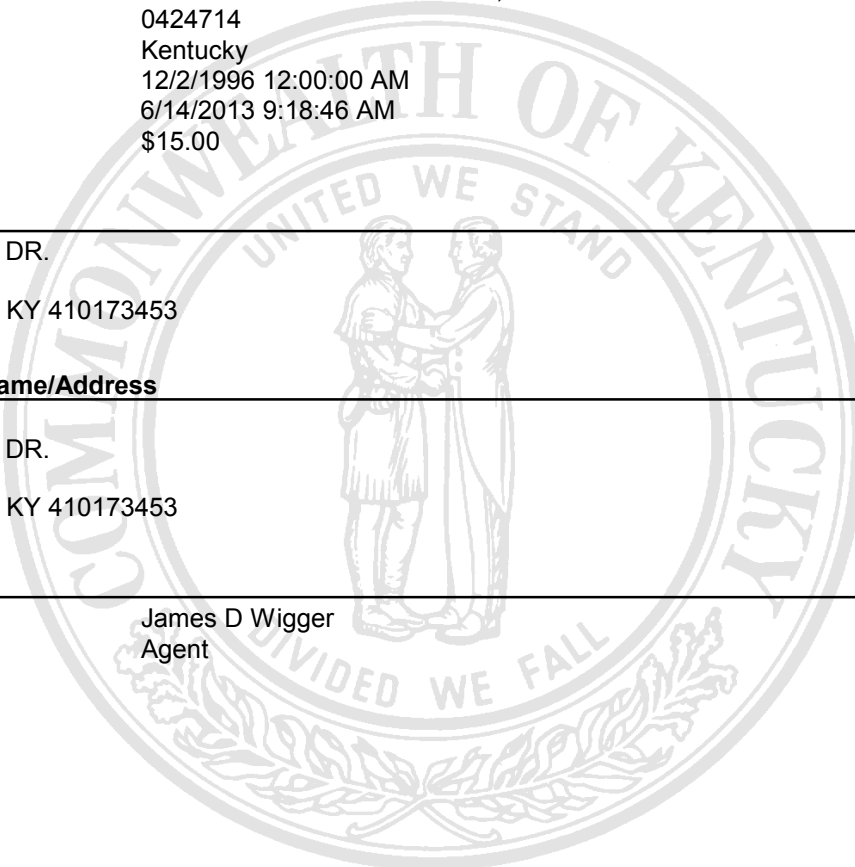 0424714
Kentucky
12/2/1996 12:00:00 AM
6/14/2013 9:18:46 AM
$15.00
COMMONWEALTH OF KENTUCKY
UNITED WE STAND
DR.
KY 410173453
ame/Address
DR.
KY 410173453
James D Wigger
Agent
DIVIDED WE FALL